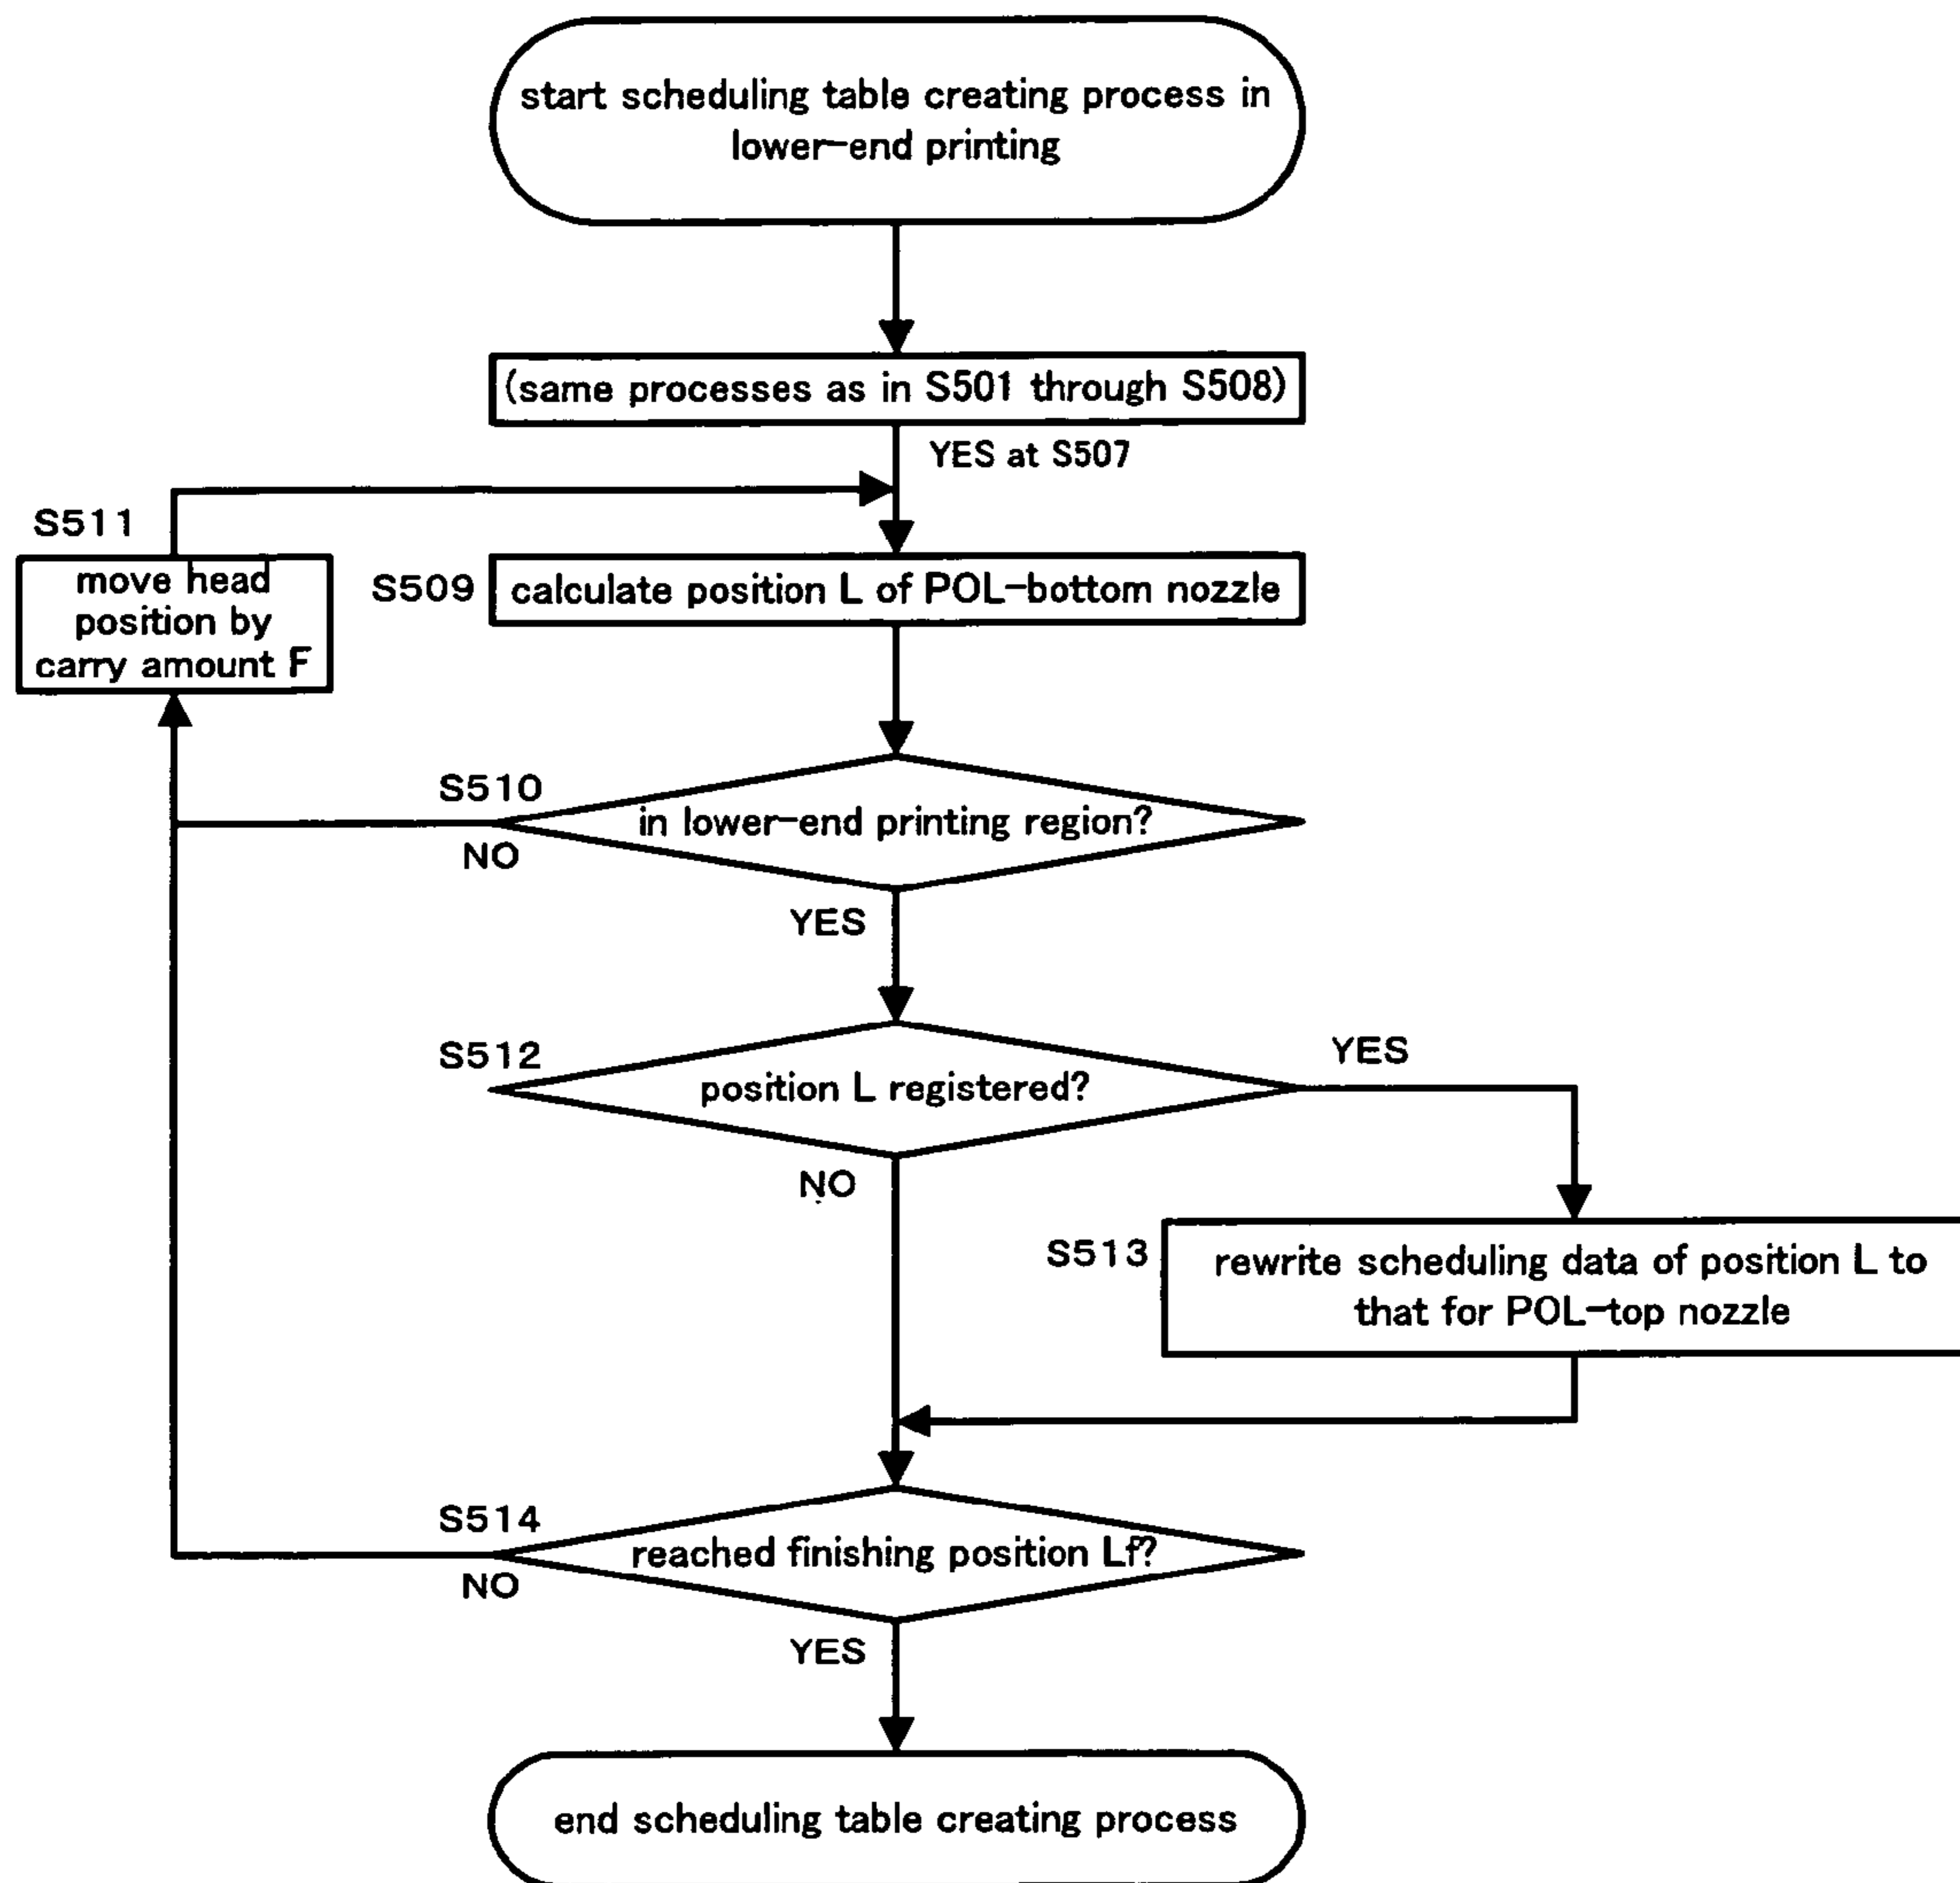 start scheduling table creating process in
lower-end printing
(same processes as in S501 through S508)
YES at S507
S511
move head
position by
carry amount F
S509
calculate position L of POL-bottom nozzle
S510
in lower-end printing region?
NO
YES
S512
position L registered?
YES
NO
S513
rewrite scheduling data of position L to
that for POL-top nozzle
S514
reached finishing position Lf?
NO
YES
end scheduling table creating process